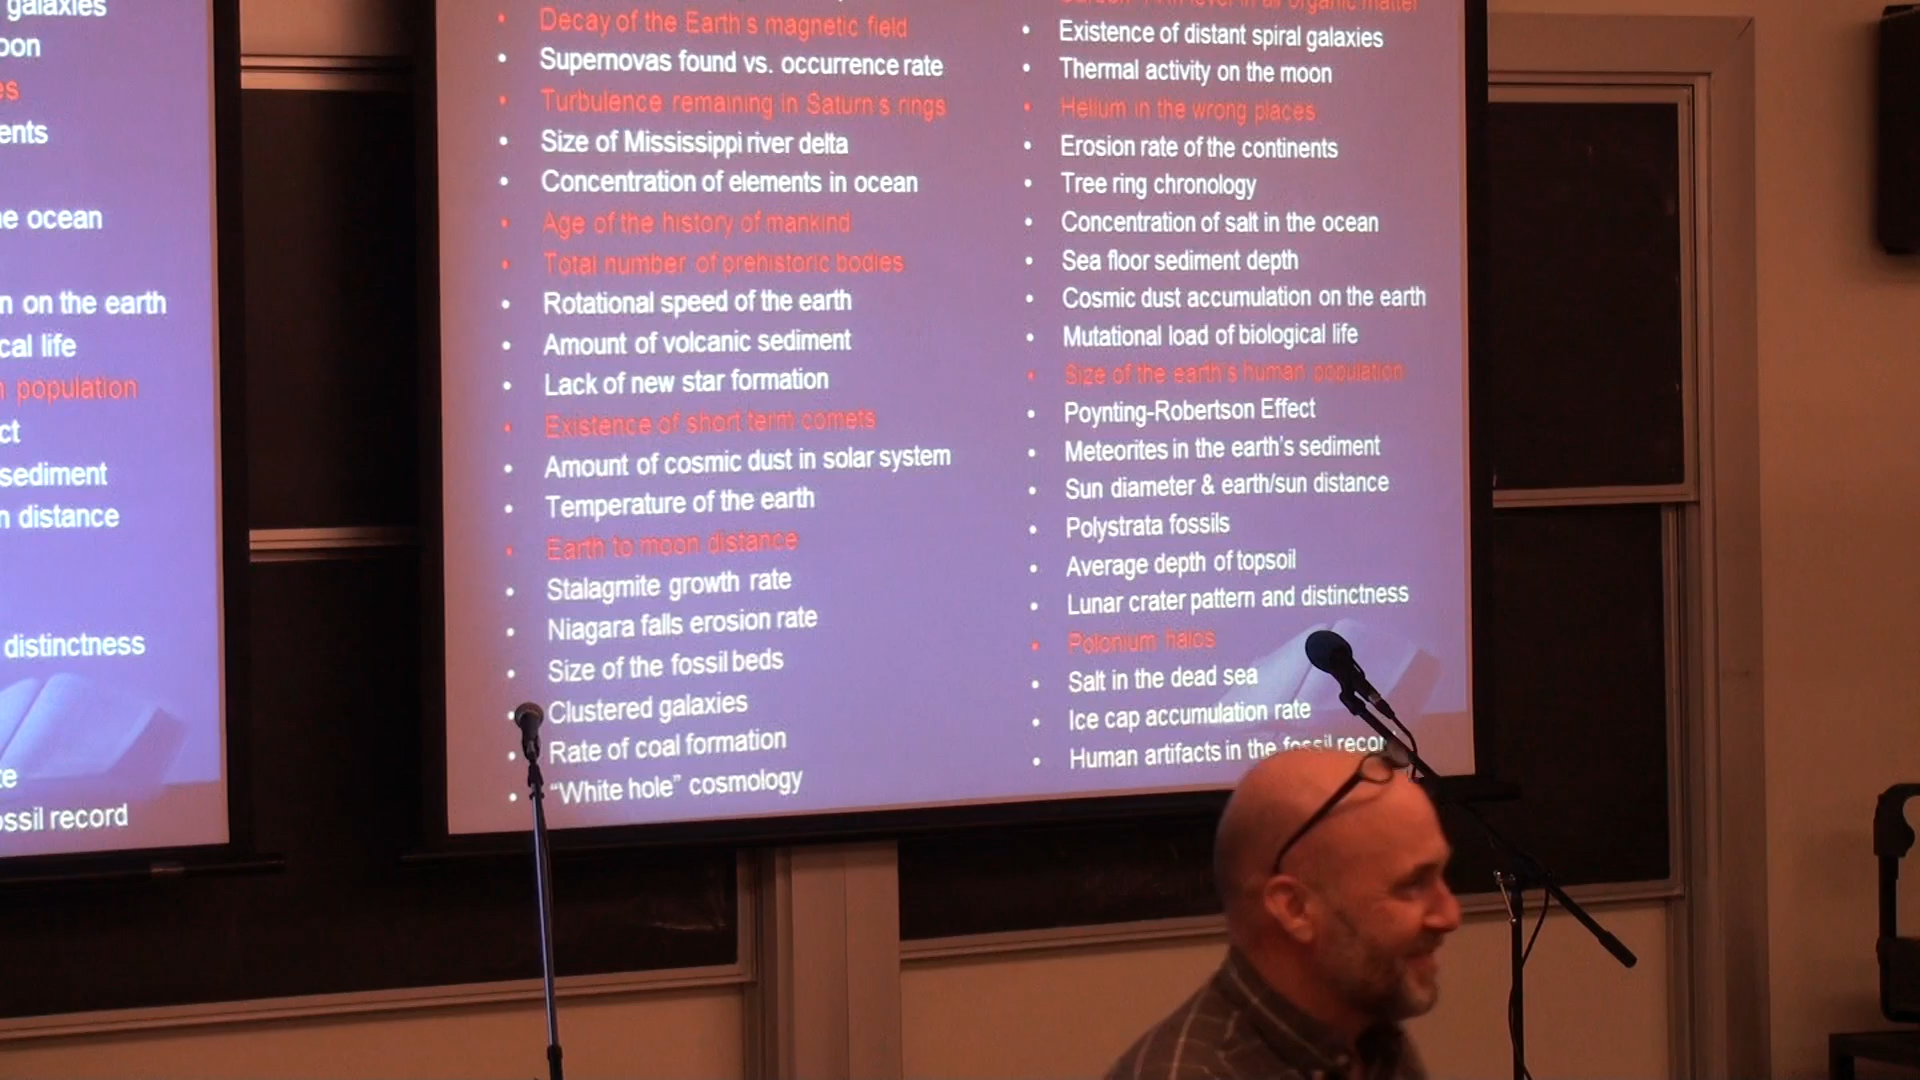 galaxies
oon
es
ents
e ocean
n on the earth
cal life
n population
ct
sediment
n distance
distinctness
te
ossil record
• Decay of the Earth's magnetic field
• Supernovas found vs. occurrence rate
• Turbulence remaining in Saturn's rings
• Size of Mississippi river delta
• Concentration of elements in ocean
• Age of the history of mankind
• Total number of prehistoric bodies
• Rotational speed of the earth
• Amount of volcanic sediment
• Lack of new star formation
• Existence of short term comets
• Amount of cosmic dust in solar system
• Temperature of the earth
• Earth to moon distance
• Stalagmite growth rate
• Niagara falls erosion rate
• Size of the fossil beds
• Clustered galaxies
• Rate of coal formation
• “White hole” cosmology
level in all organic matter
• Existence of distant spiral galaxies
• Thermal activity on the moon
• Helium in the wrong places
• Erosion rate of the continents
• Tree ring chronology
• Concentration of salt in the ocean
• Sea floor sediment depth
• Cosmic dust accumulation on the earth
• Mutational load of biological life
• Size of the earth's human population
• Poynting-Robertson Effect
• Meteorites in the earth's sediment
• Sun diameter & earth/sun distance
• Polystrata fossils
• Average depth of topsoil
• Lunar crater pattern and distinctness
• Polonium halos
• Salt in the dead sea
• Ice cap accumulation rate
• Human artifacts in the fossil recor